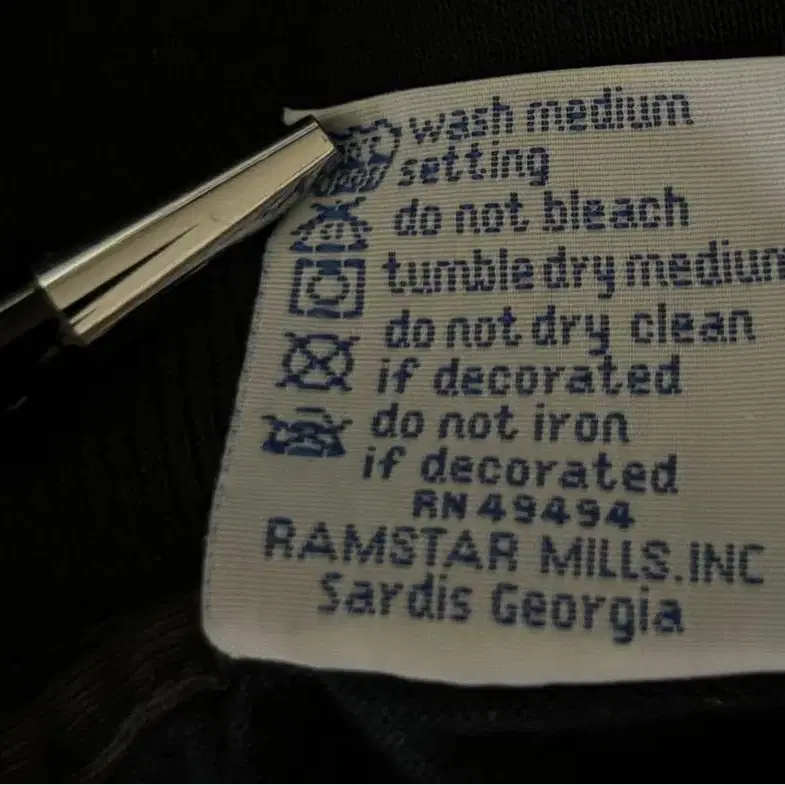 wash medium
setting
do not bleach
tumble dry medium
do not dry clean
if decorated
do not iron
if decorated
RN 49494
RAMSTAR MILLS.INC
Sardis Georgia